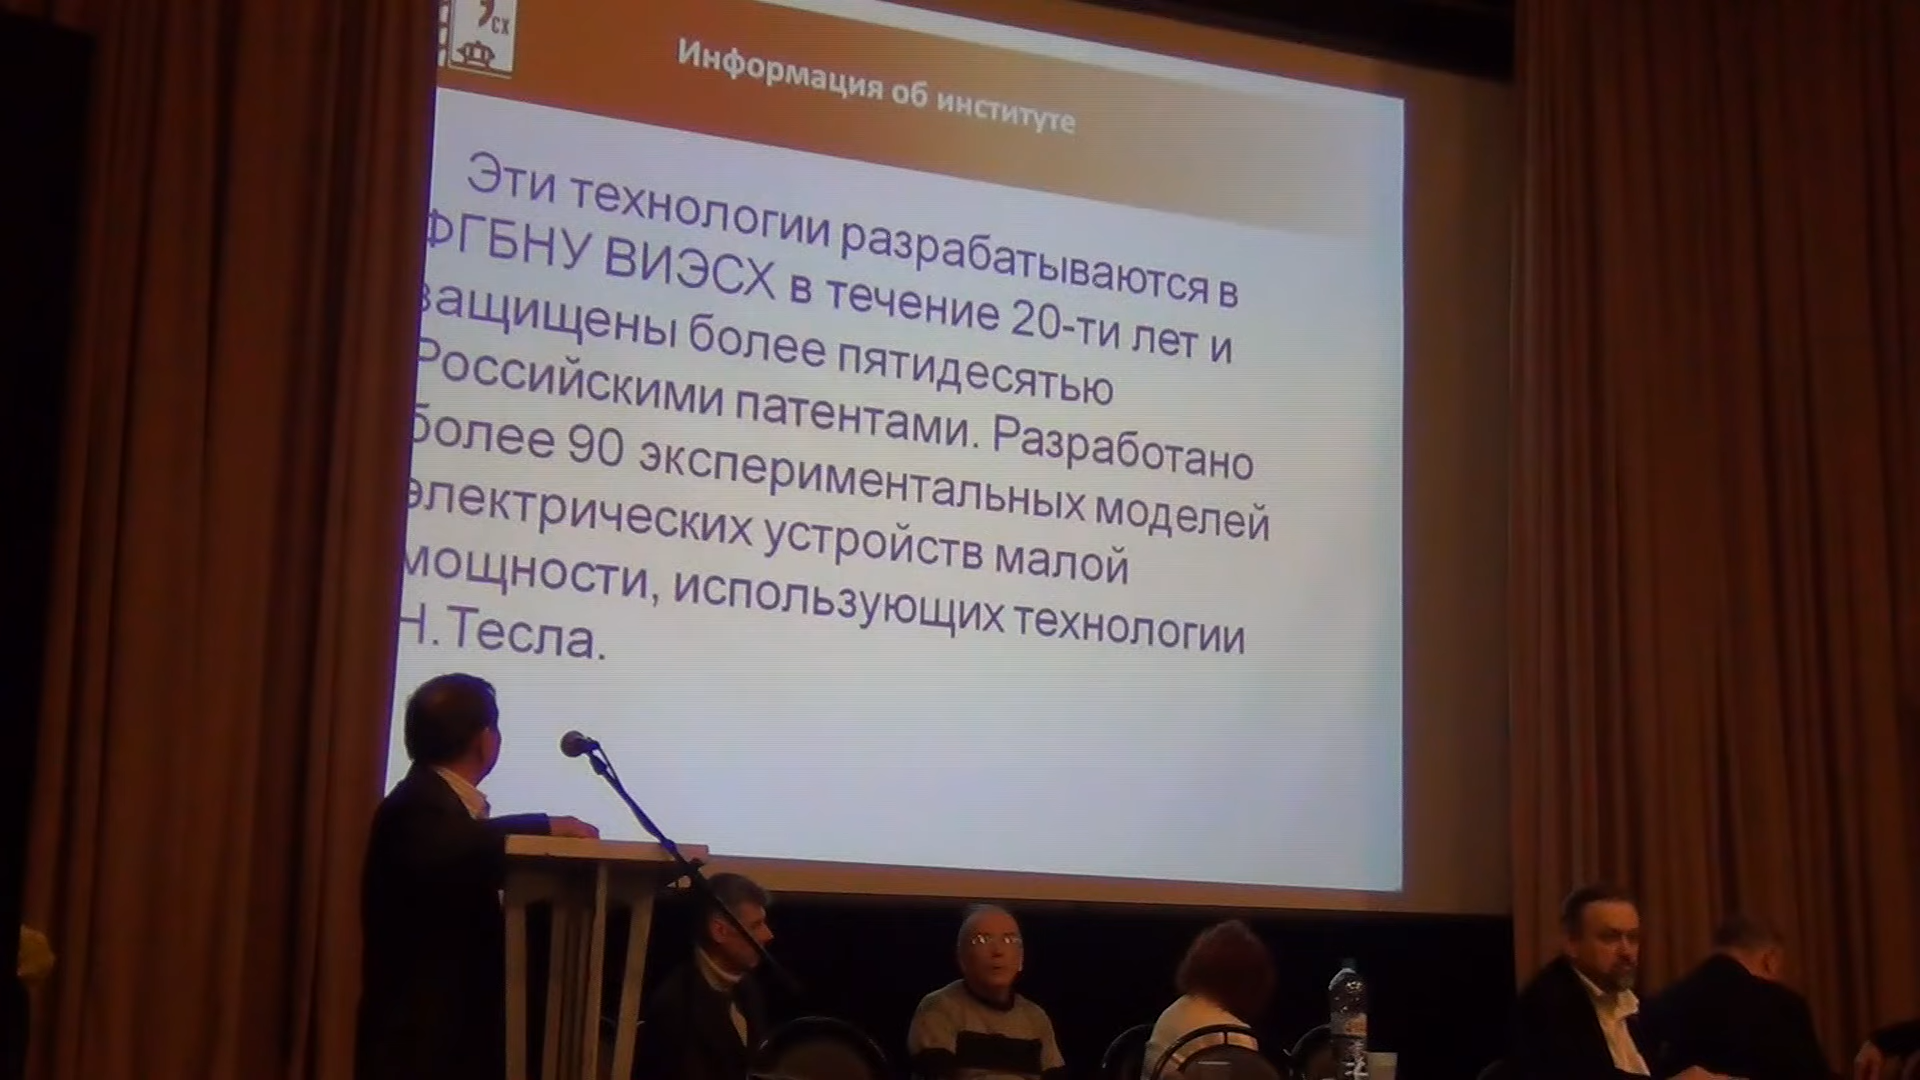 СХ
Информация об институте
Эти технологии разрабатываются в
ФГБНУ ВИЭСХ в течение 20-ти лет и
защищены более пятидесятью
Российскими патентами. Разработано
более 90 экспериментальных моделей
электрических устройств малой
мощности, использующих технологии
Н.Тесла.